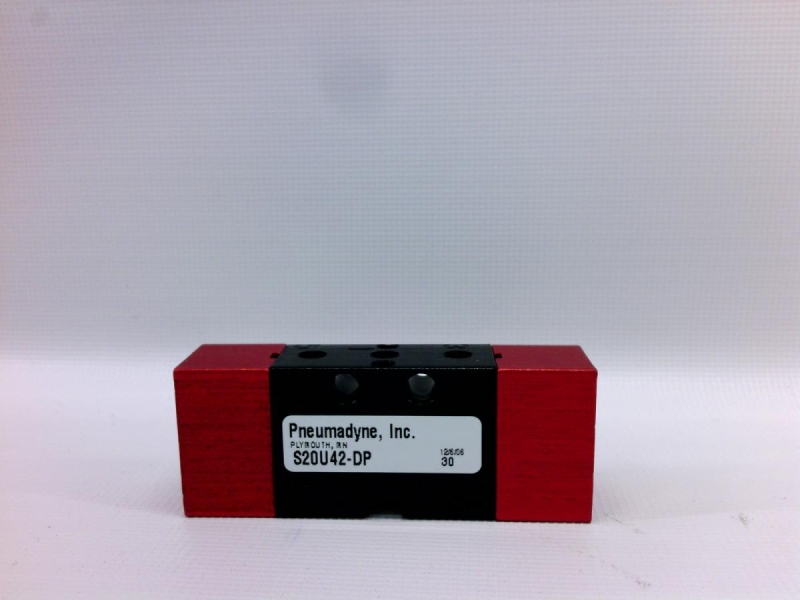 Pneumadyne, Inc.
PLYMOUTH, MN
S20U42-DP
12/6/06
30